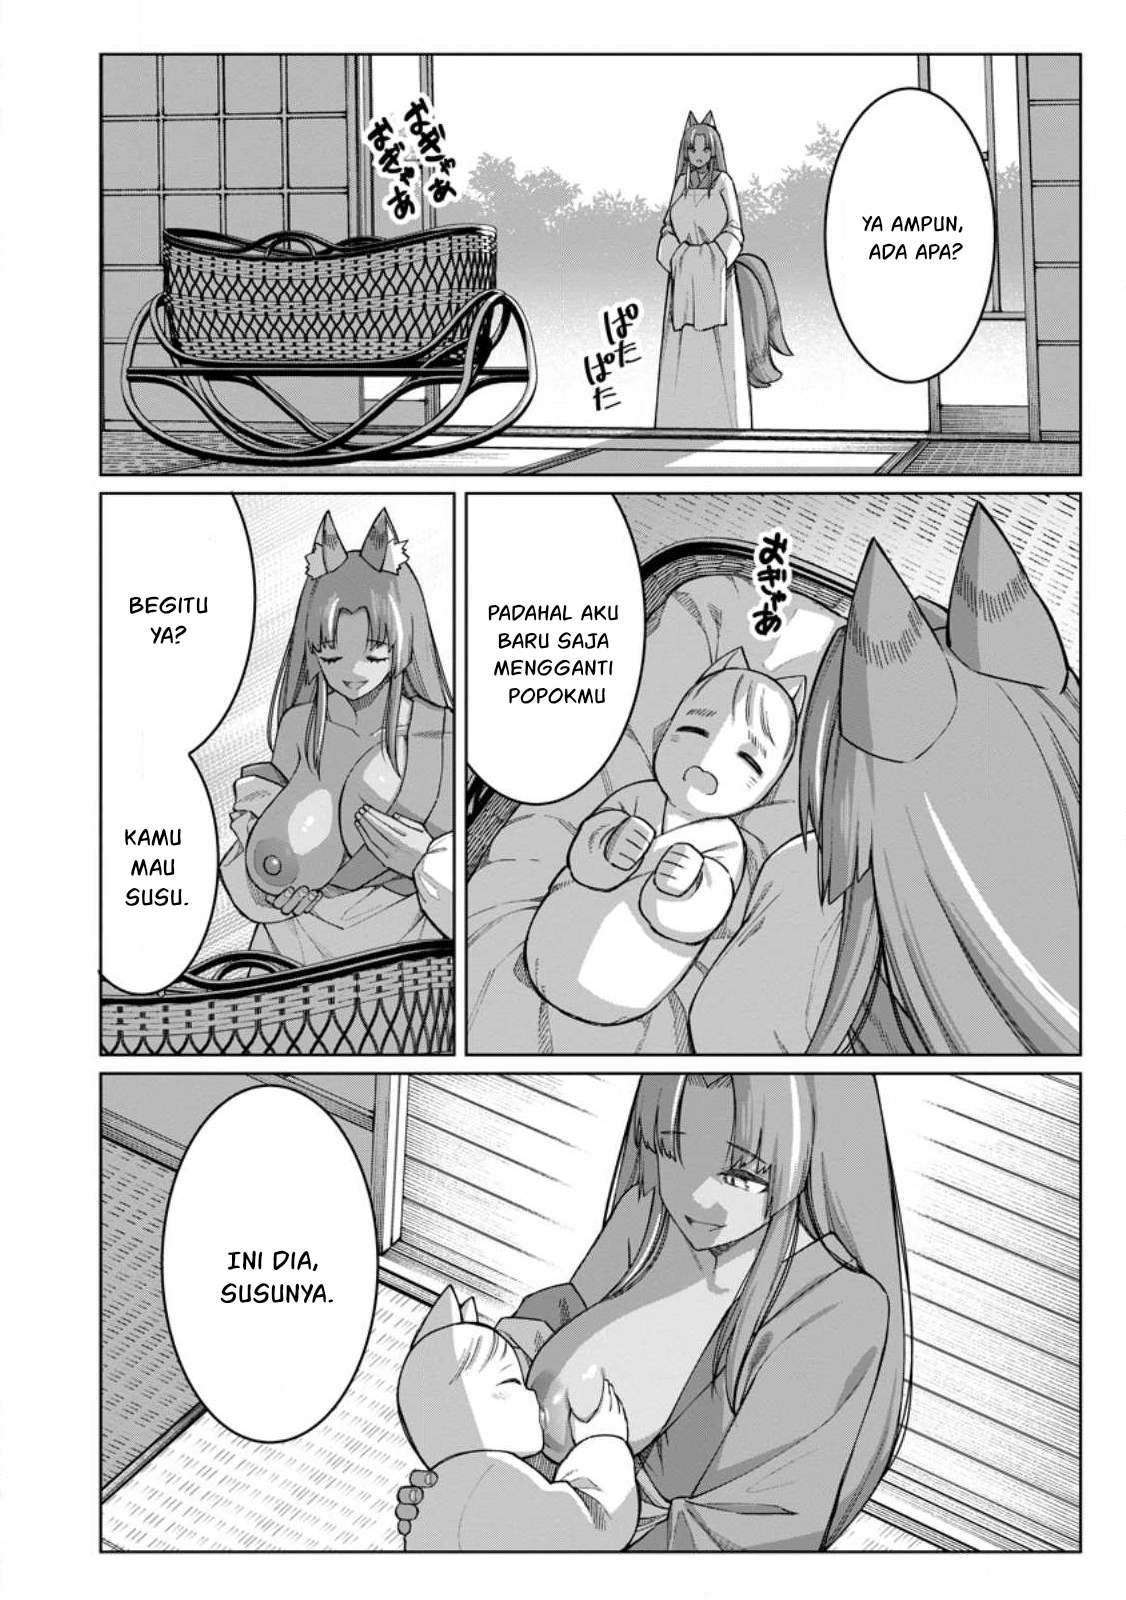 YA AMPUN,
ADA APA?
おぎゃあ
おぎゃあ
ぱた
ぱた
おぎゃあ
PADAHAL AKU
BARU SAJA
MENGGANTI
POPOKMU
BEGITU
YA?
KAMU
MAU
SUSU.
INI DIA,
SUSUNYA.